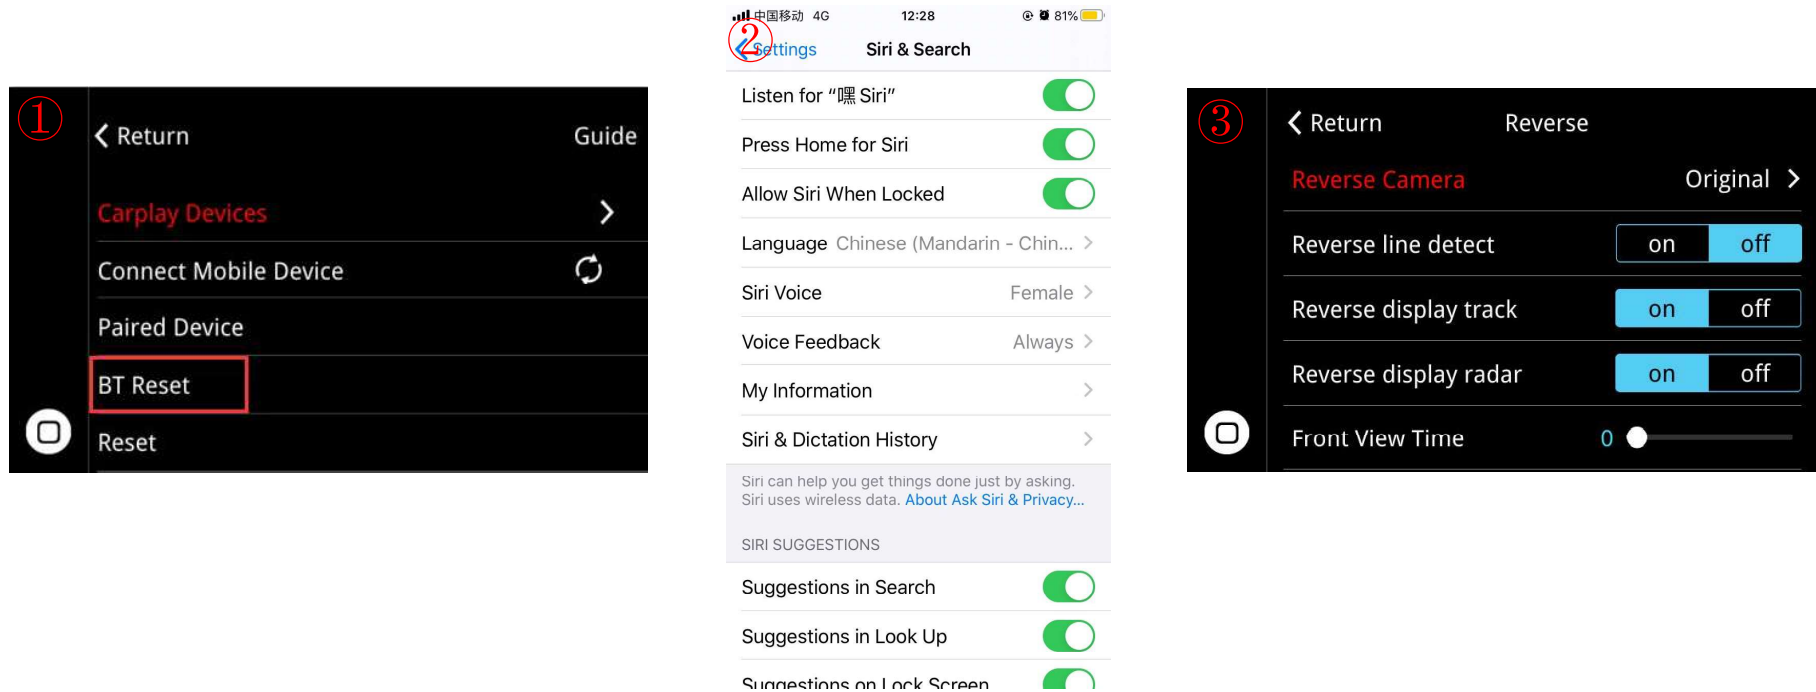 ①
Return
Guide
Carplay Devices
Connect Mobile Device
Paired Device
BT Reset
Reset
②
中国移动 4G 12:28 81%
Settings Siri & Search
Listen for “嘿 Siri”
Press Home for Siri
Allow Siri When Locked
Language Chinese (Mandarin - Chin...
Siri Voice Female
Voice Feedback Always
My Information
Siri & Dictation History
Siri can help you get things done just by asking.
Siri uses wireless data. About Ask Siri & Privacy...
SIRI SUGGESTIONS
Suggestions in Search
Suggestions in Look Up
Suggestions on Lock Screen
③
Return Reverse
Reverse Camera Original
Reverse line detect on off
Reverse display track on off
Reverse display radar on off
Front View Time 0